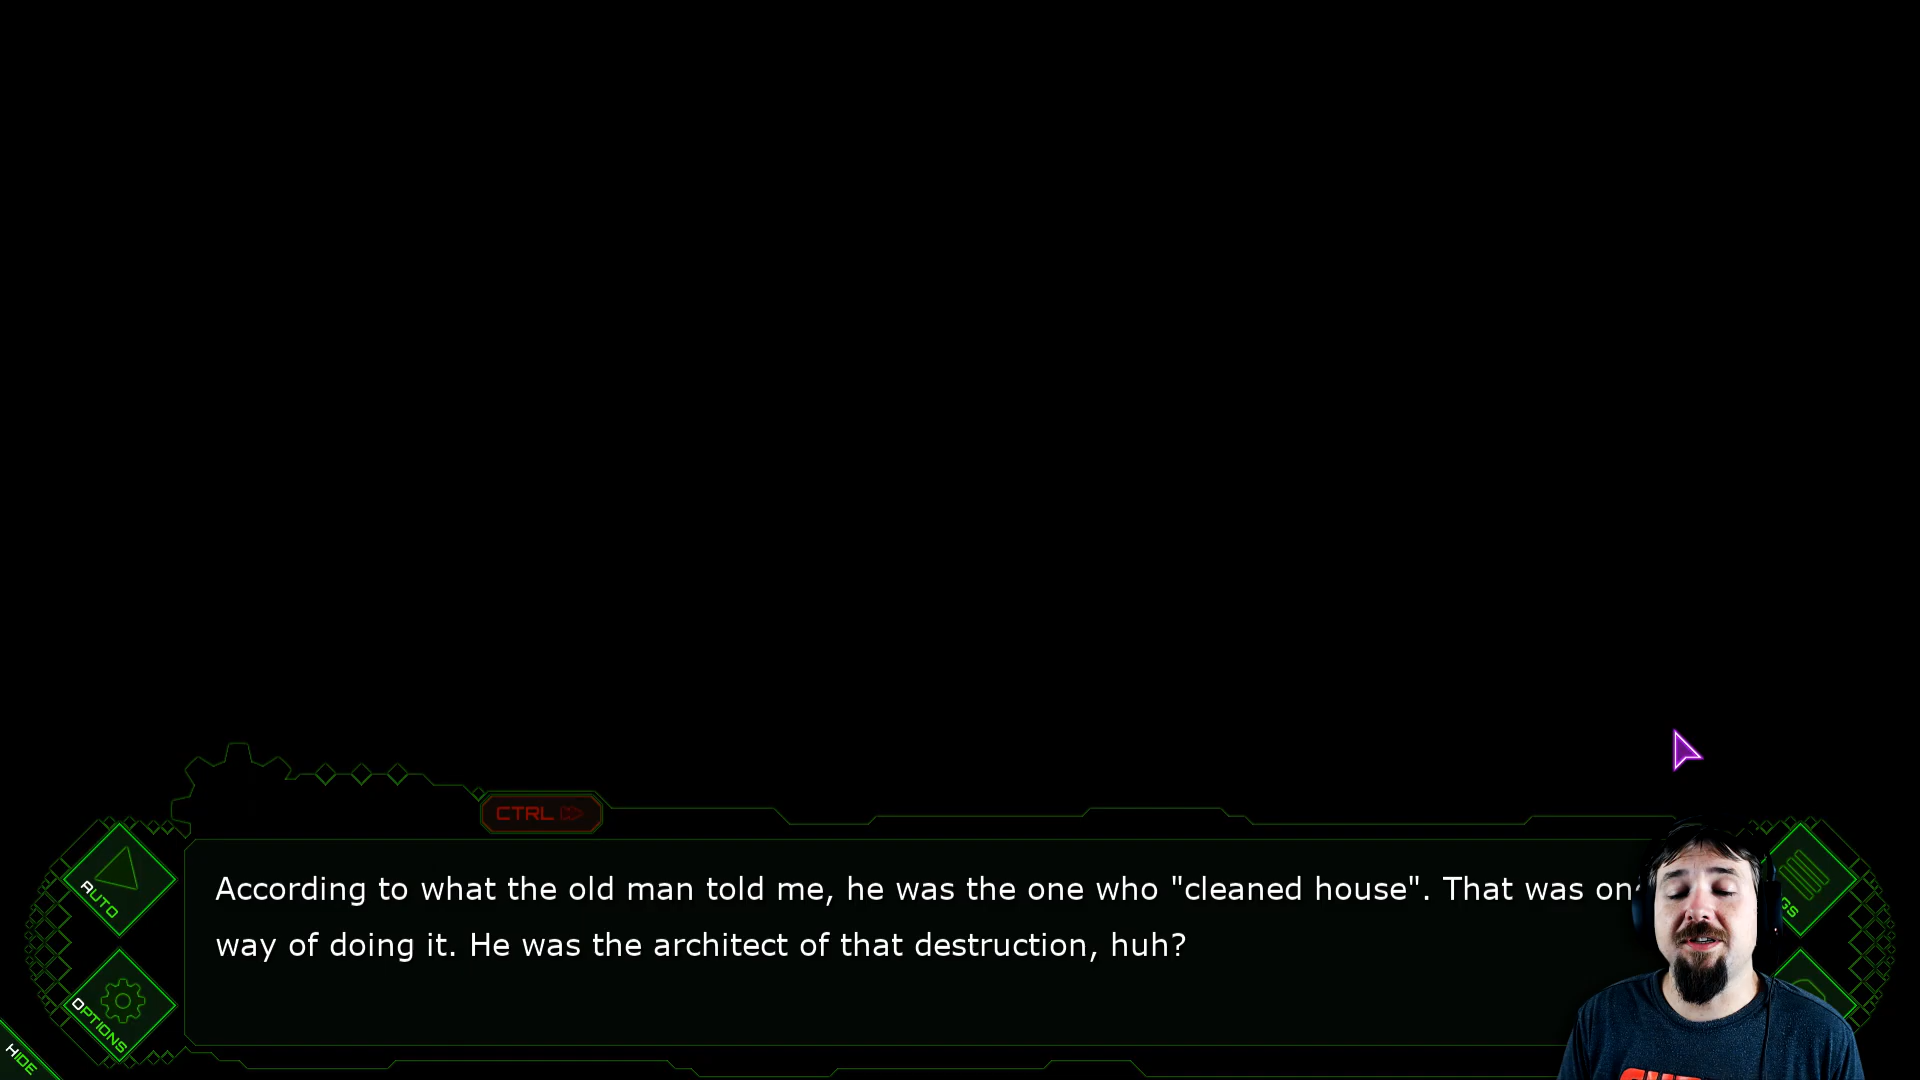 CTRL
According to what the old man told me, he was the one who "cleaned house". That was
way of doing it. He was the architect of that destruction, huh?
AUTO
OPTIONS
HIDE